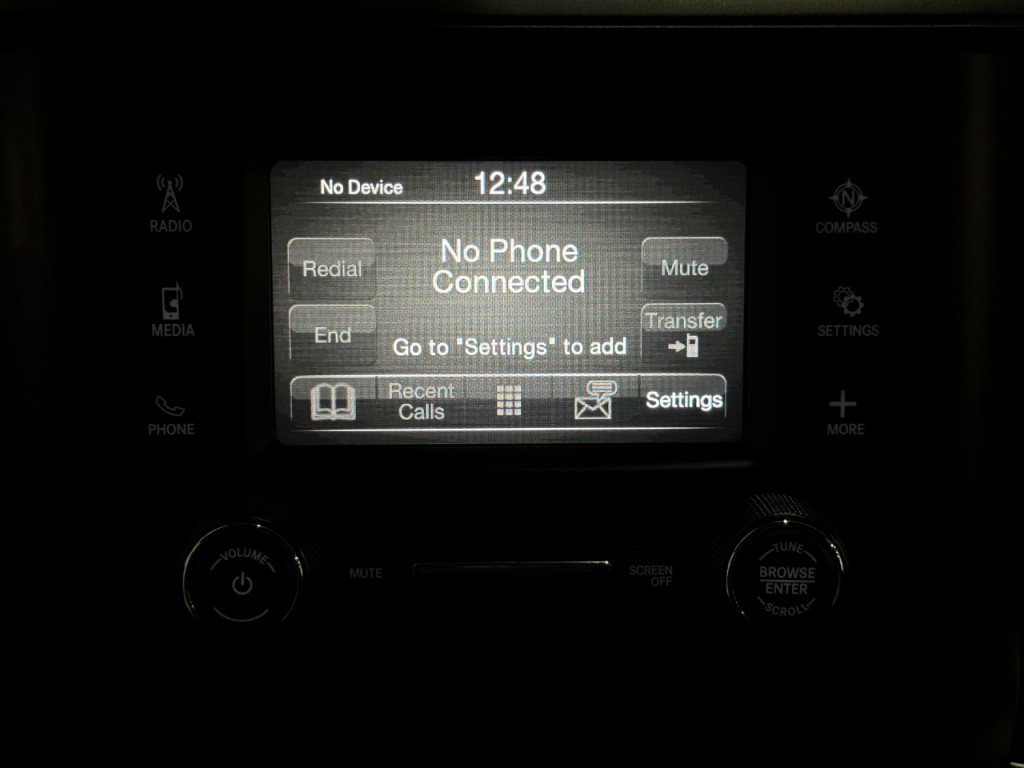 No Device
12:48
RADIO
COMPASS
No Phone
Connected
Redial
Mute
MEDIA
SETTINGS
End
Transfer
Go to "Settings" to add
Recent
Calls
Settings
PHONE
MORE
VOLUME
MUTE
SCREEN
OFF
TUNE
BROWSE
ENTER
SCROLL
N